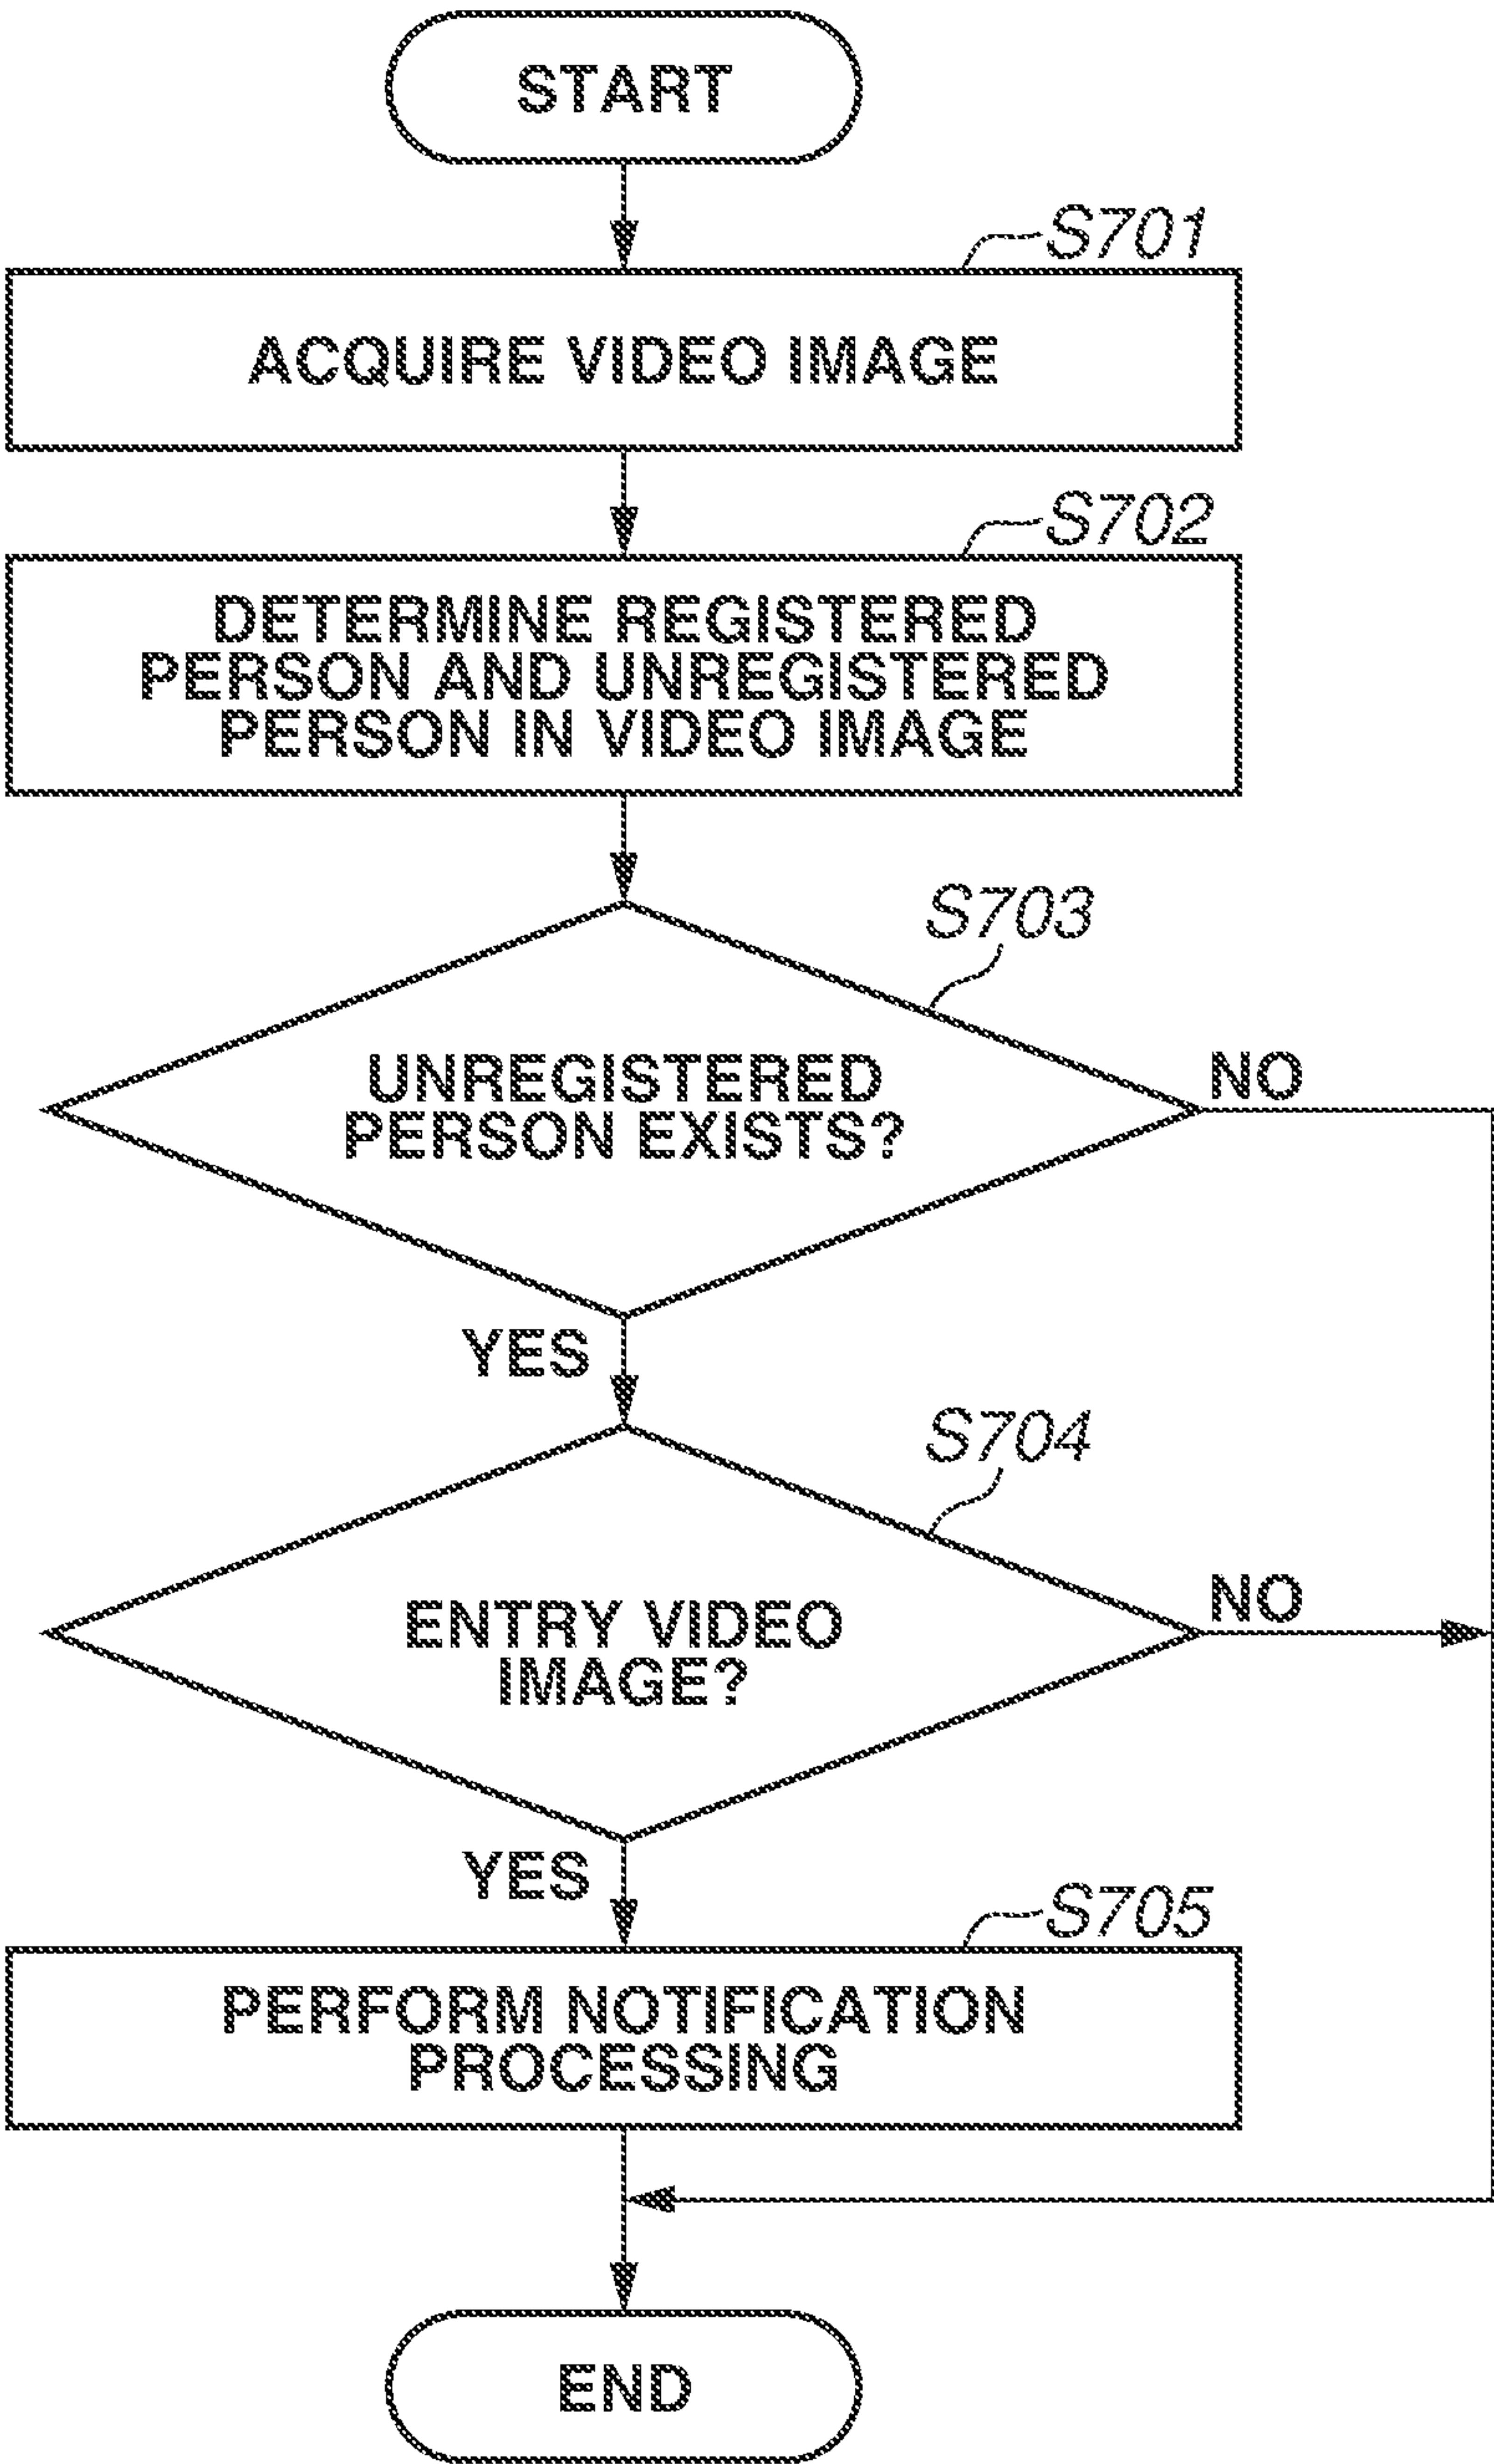 START
S701
ACQUIRE VIDEO IMAGE
S702
DETERMINE REGISTERED
PERSON AND UNREGISTERED
PERSON IN VIDEO IMAGE
S703
UNREGISTERED
PERSON EXISTS?
NO
YES
S704
ENTRY VIDEO
IMAGE?
NO
YES
S705
PERFORM NOTIFICATION
PROCESSING
END